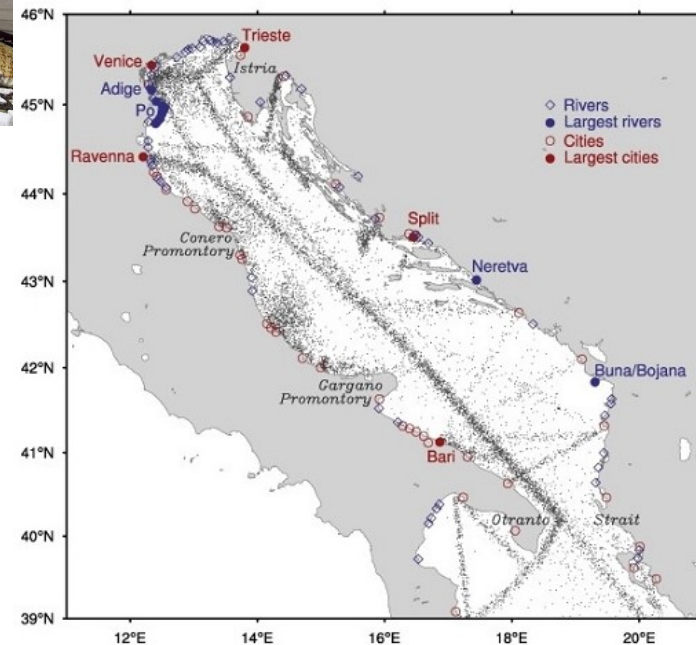 46°N
45°N
44°N
43°N
42°N
41°N
40°N
39°N
Trieste
Venice
Istria
Adige
Po
Rivers
Largest rivers
Cities
Largest cities
Ravenna
Split
Conero
Promontory
Neretva
Buna/Bojana
Gargano
Promontory
Bari
Otranto Strait
12°E 14°E 16°E 18°E 20°E